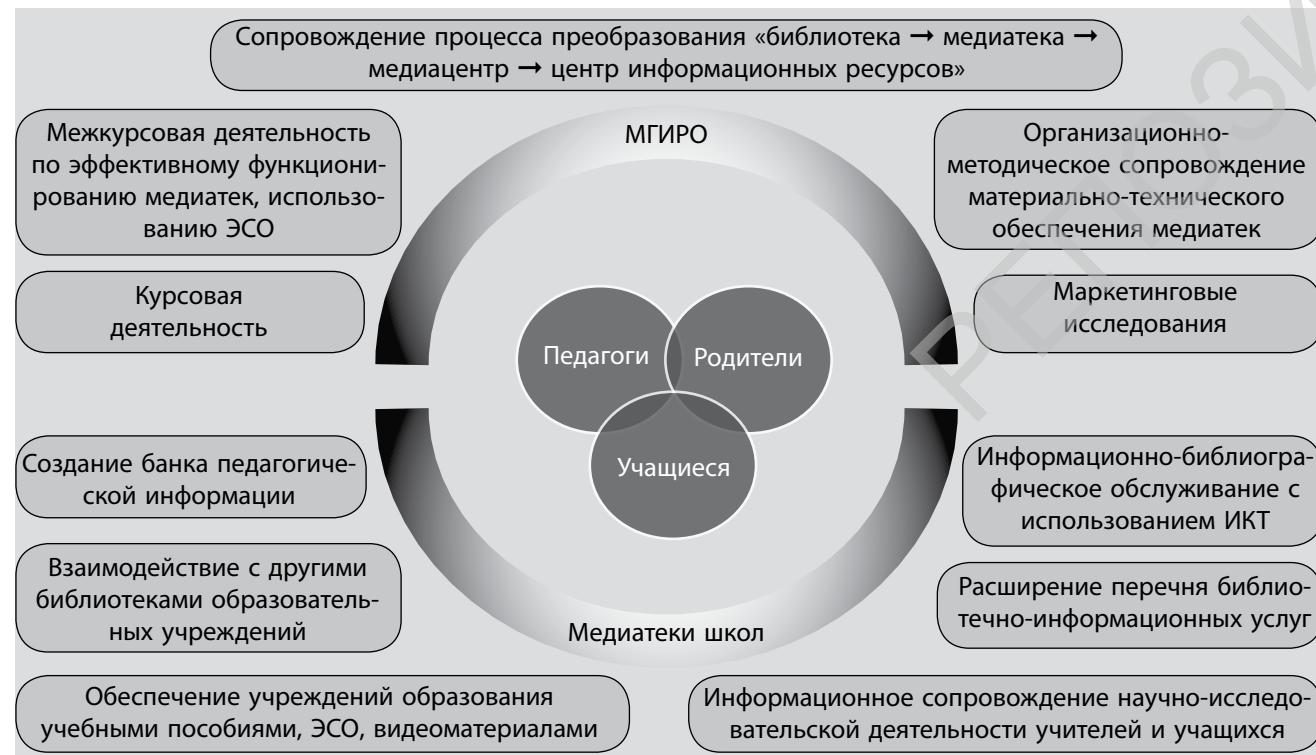 Сопровождение процесса преобразования «библиотека → медиатека →
медиацентр → центр информационных ресурсов»
Межкурсовая деятельность
по эффективному функциони-
рованию медиатек, использо-
ванию ЭСО
МГИРО
Организационно-
методическое сопровождение
материально-технического
обеспечения медиатек
Курсовая
деятельность
Маркетинговые
исследования
Педагоги
Родители
Учащиеся
Создание банка педагогиче-
ской информации
Информационно-библиогра-
фическое обслуживание с
использованием ИКТ
Взаимодействие с другими
библиотеками образователь-
ных учреждений
Медиатеки школ
Расширение перечня библио-
течно-информационных услуг
Обеспечение учреждений образования
учебными пособиями, ЭСО, видеоматериалами
Информационное сопровождение научно-исследо-
вательской деятельности учителей и учащихся